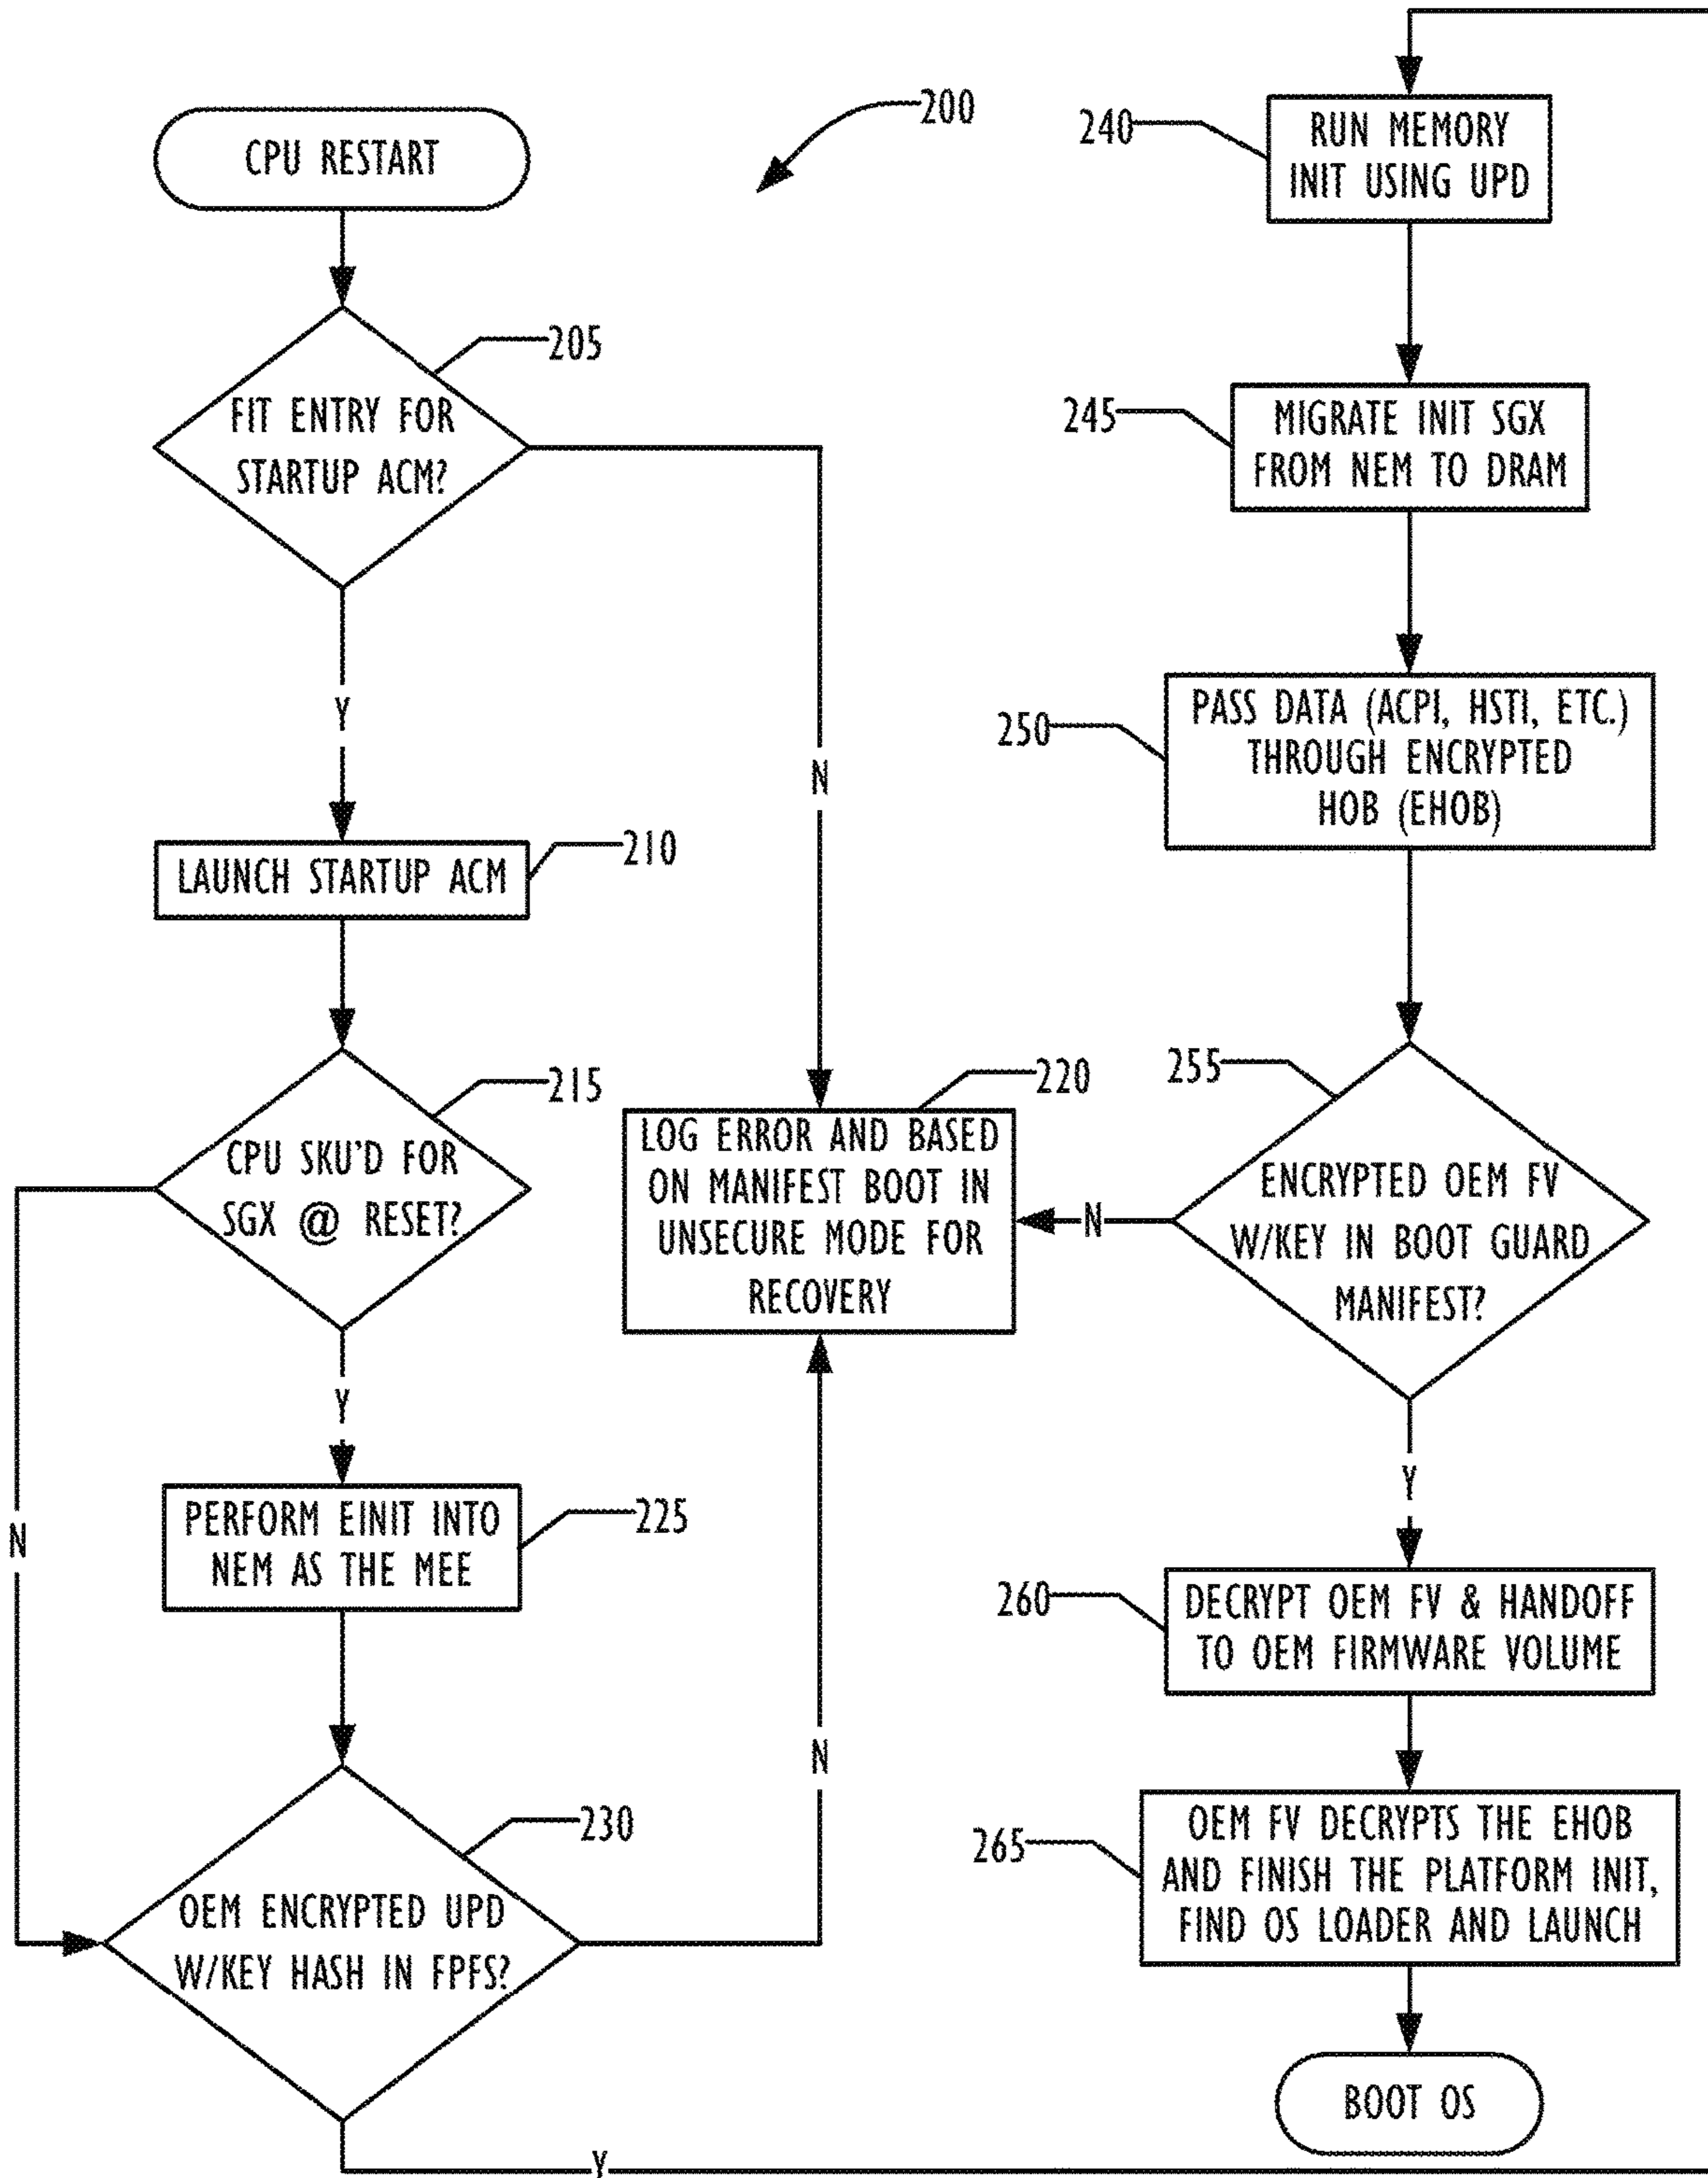 200
CPU RESTART
205
FIT ENTRY FOR
STARTUP ACM?
Y
N
210
LAUNCH STARTUP ACM
215
CPU SKU'D FOR
SGX @ RESET?
N
Y
220
LOG ERROR AND BASED
ON MANIFEST BOOT IN
UNSECURE MODE FOR
RECOVERY
225
PERFORM EINIT INTO
NEM AS THE MEE
230
OEM ENCRYPTED UPD
W/KEY HASH IN FPFS?
N
Y
240
RUN MEMORY
INIT USING UPD
245
MIGRATE INIT SGX
FROM NEM TO DRAM
250
PASS DATA (ACPI, HSTI, ETC.)
THROUGH ENCRYPTED
HOB (EHOB)
255
ENCRYPTED OEM FV
W/KEY IN BOOT GUARD
MANIFEST?
N
Y
260
DECRYPT OEM FV & HANDOFF
TO OEM FIRMWARE VOLUME
265
OEM FV DECRYPTS THE EHOB
AND FINISH THE PLATFORM INIT,
FIND OS LOADER AND LAUNCH
BOOT OS